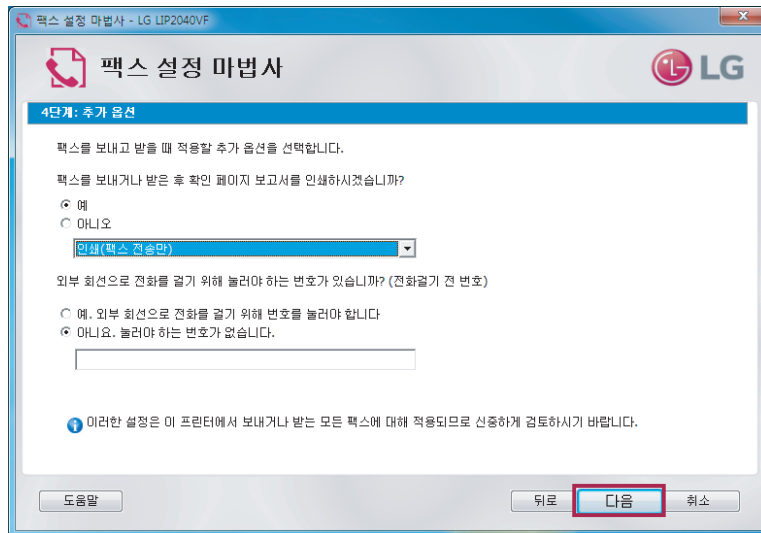 팩스 설정 마법사 - LG LIP2040VF
팩스 설정 마법사
LG
4단계: 추가 옵션
팩스를 보내고 받을 때 적용할 추가 옵션을 선택합니다.
팩스를 보내거나 받은 후 확인 페이지 보고서를 인쇄하시겠습니까?
예
아니오
인쇄(팩스 전송만)
외부 회선으로 전화를 걸기 위해 눌러야 하는 번호가 있습니까? (전화걸기 전 번호)
예. 외부 회선으로 전화를 걸기 위해 번호를 눌러야 합니다
아니요. 눌러야 하는 번호가 없습니다.
이러한 설정은 이 프린터에서 보내거나 받는 모든 팩스에 대해 적용되므로 신중하게 검토하시기 바랍니다.
도움말 뒤로 다음 취소